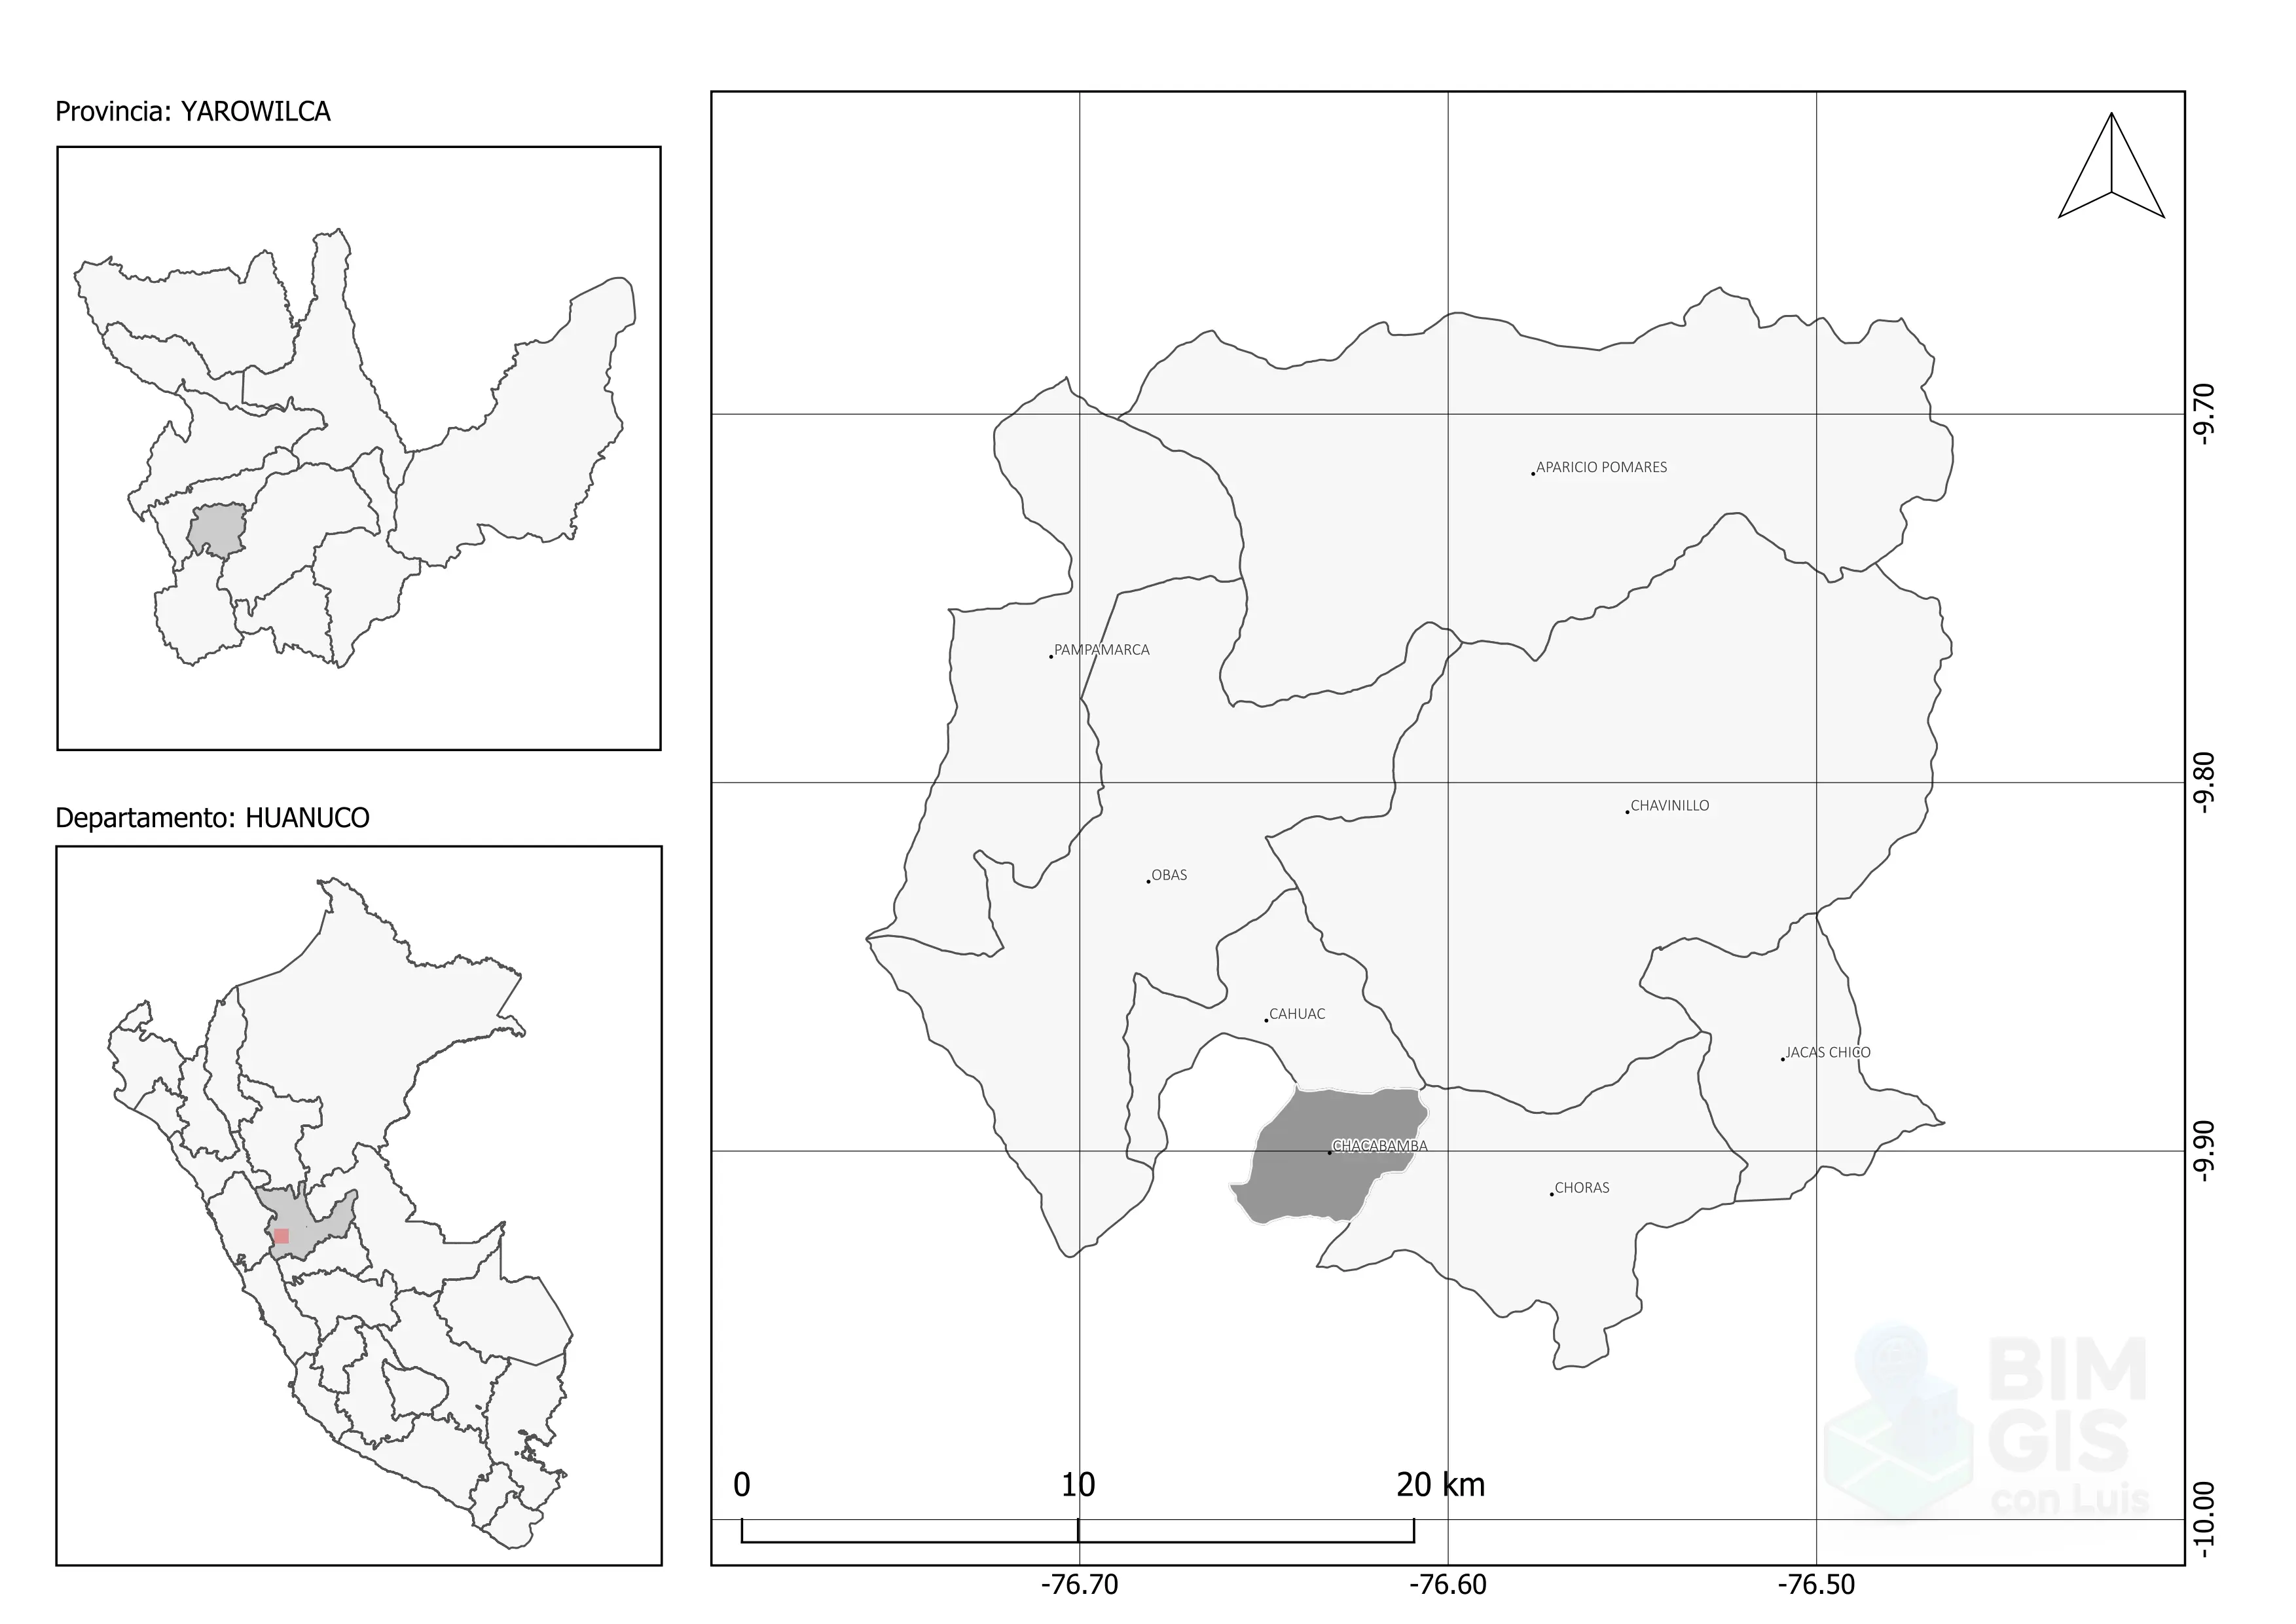 Provincia: YAROWILCA
Departamento: HUANUCO
APARICIO POMARES
PAMPAMARCA
CHAVINILLO
OBAS
CAHUAC
JACAS CHICO
CHACABAMBA
CHORAS
0 10 20 km
-9.70
-9.80
-9.90
-10.00
-76.70 -76.60 -76.50
BIM
GIS
con Luis